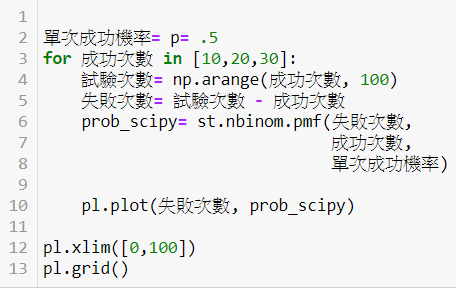 1
2 單次成功機率= p= .5
3 for 成功次數 in [10,20,30]:
4     試驗次數= np.arange(成功次數, 100)
5     失敗次數= 試驗次數 - 成功次數
6     prob_scipy= st.nbinom.pmf(失敗次數,
7                               成功次數,
8                               單次成功機率)
9
10     pl.plot(失敗次數, prob_scipy)
11
12 pl.xlim([0,100])
13 pl.grid()